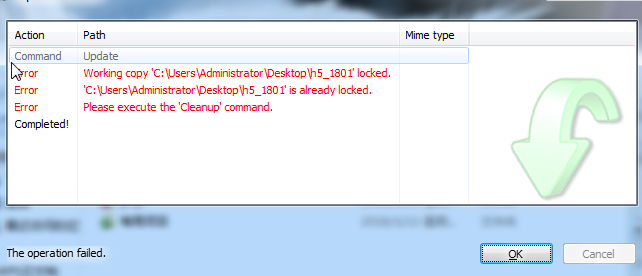 Action Path Mime type
Command Update
Error Working copy 'C:\Users\Administrator\Desktop\h5_1801' locked.
Error 'C:\Users\Administrator\Desktop\h5_1801' is already locked.
Error Please execute the 'Cleanup' command.
Completed!
The operation failed.
OK Cancel